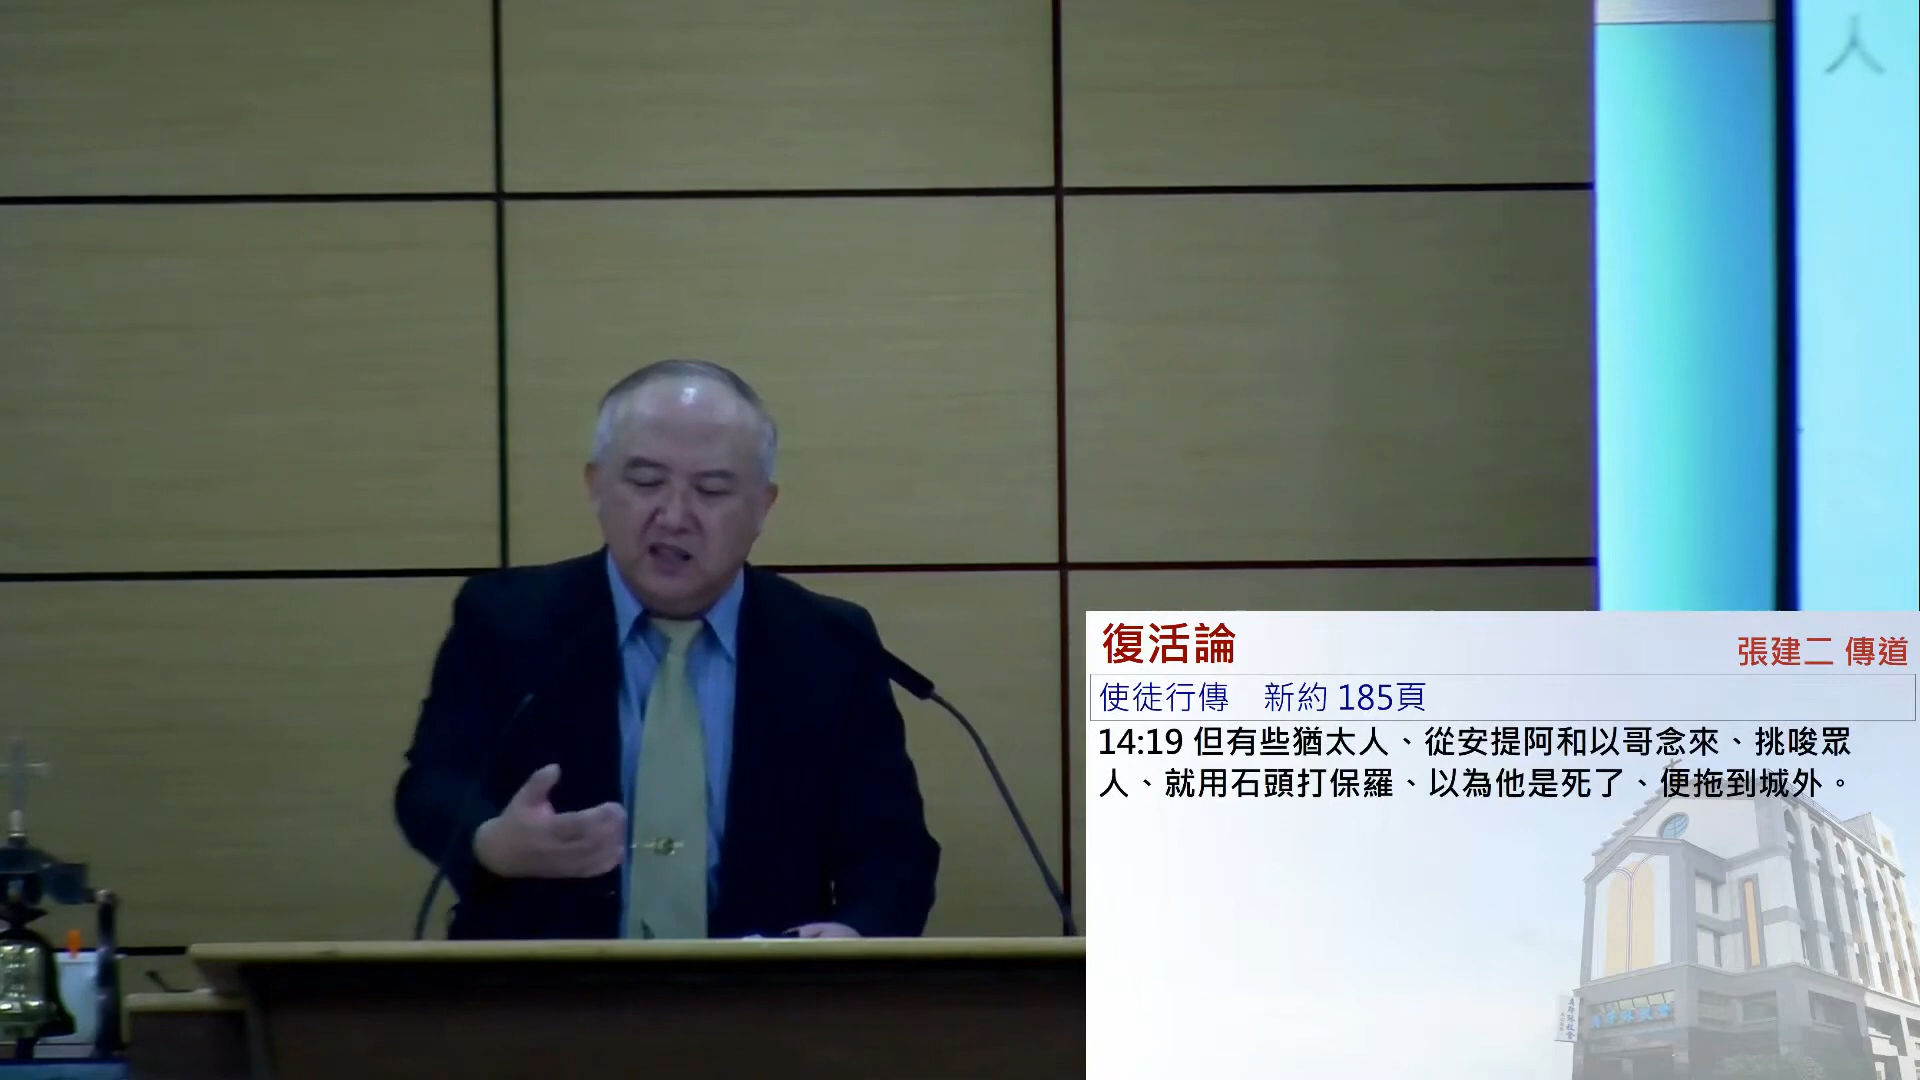 人
復活論
張建二 傳道
使徒行傳　新約 185頁
14:19 但有些猶太人、從安提阿和以哥念來、挑唆眾
人、就用石頭打保羅、以為他是死了、便拖到城外。